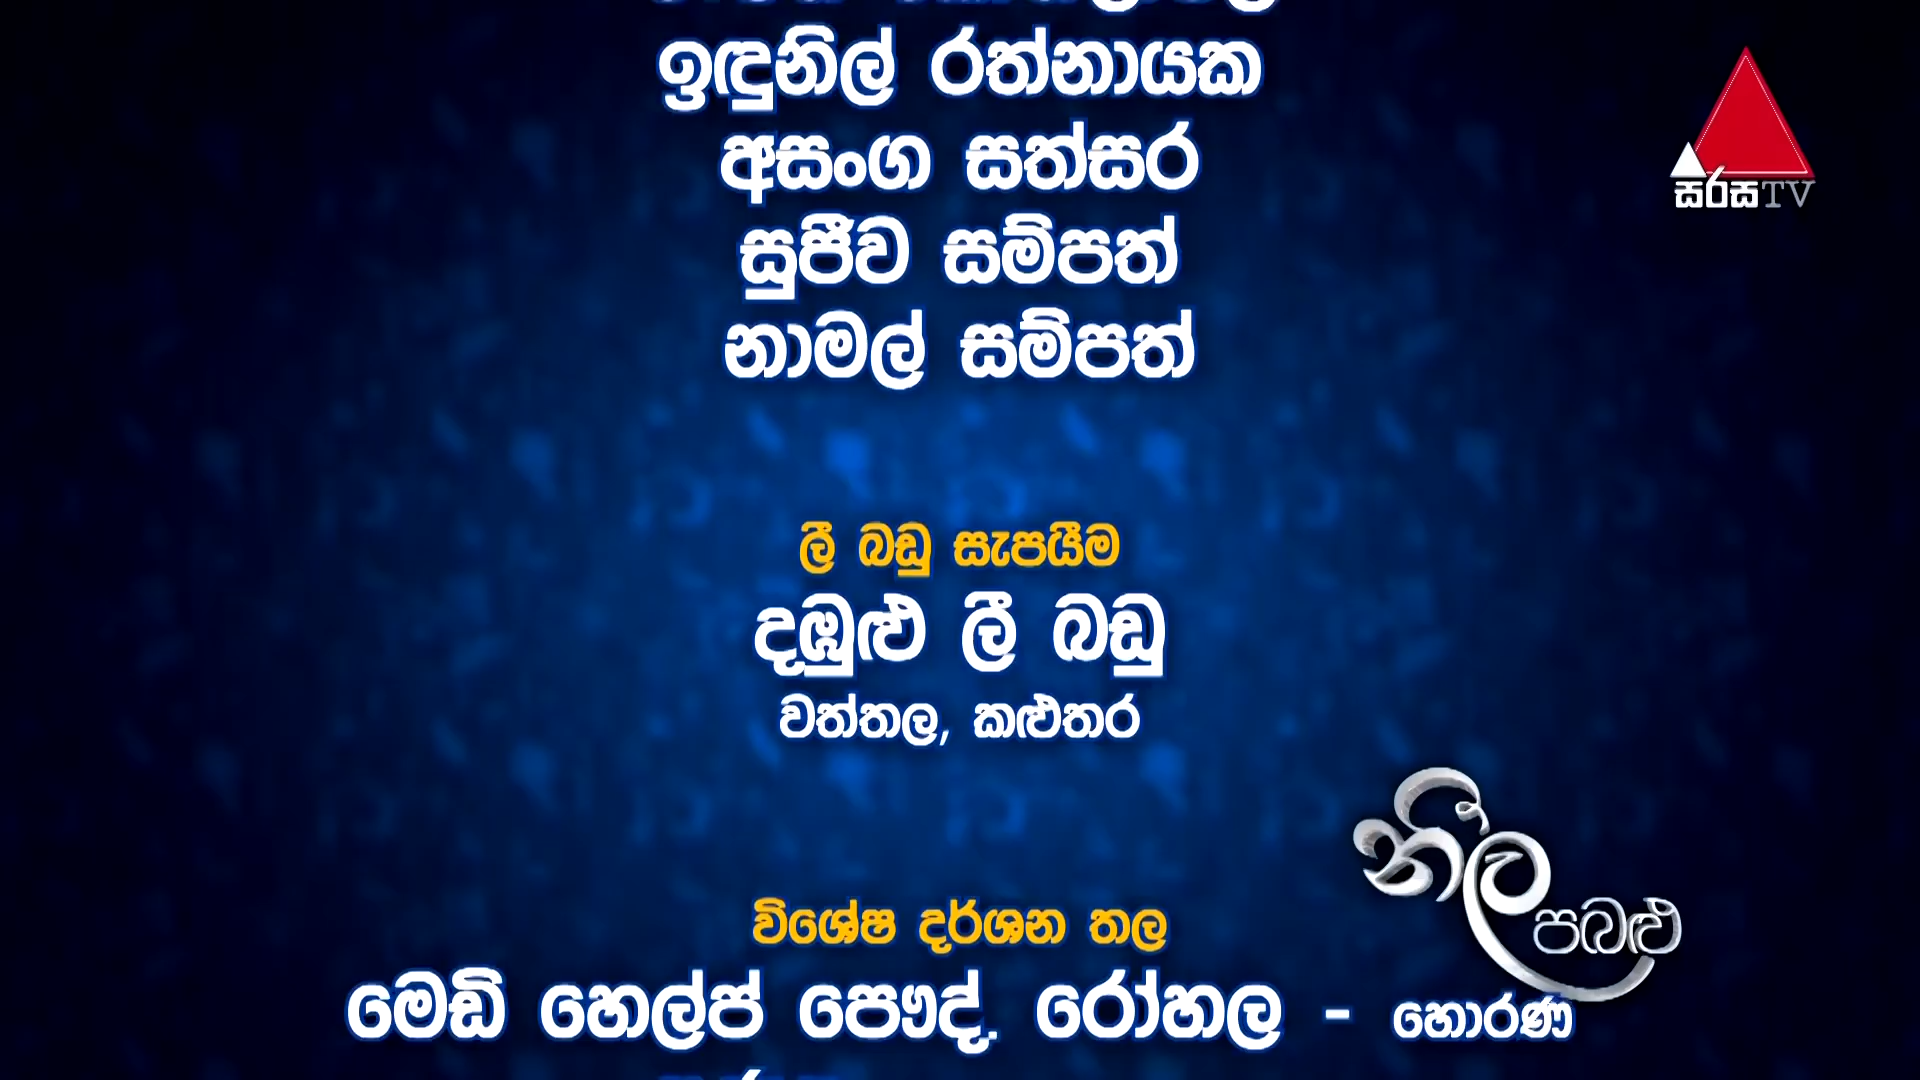 ඉඳුනිල් රත්නායක
අසංග සත්සර
සුජීව සම්පත්
නාමල් සම්පත්
සිරස TV
ලී බඩු සැපයීම
දඹුළු ලී බඩු
වත්තල, කළුතර
නිල පබළු
විශේෂ දර්ශන තල
මෙඩි හෙල්ප් පෞද්. රෝහල - හොරණ